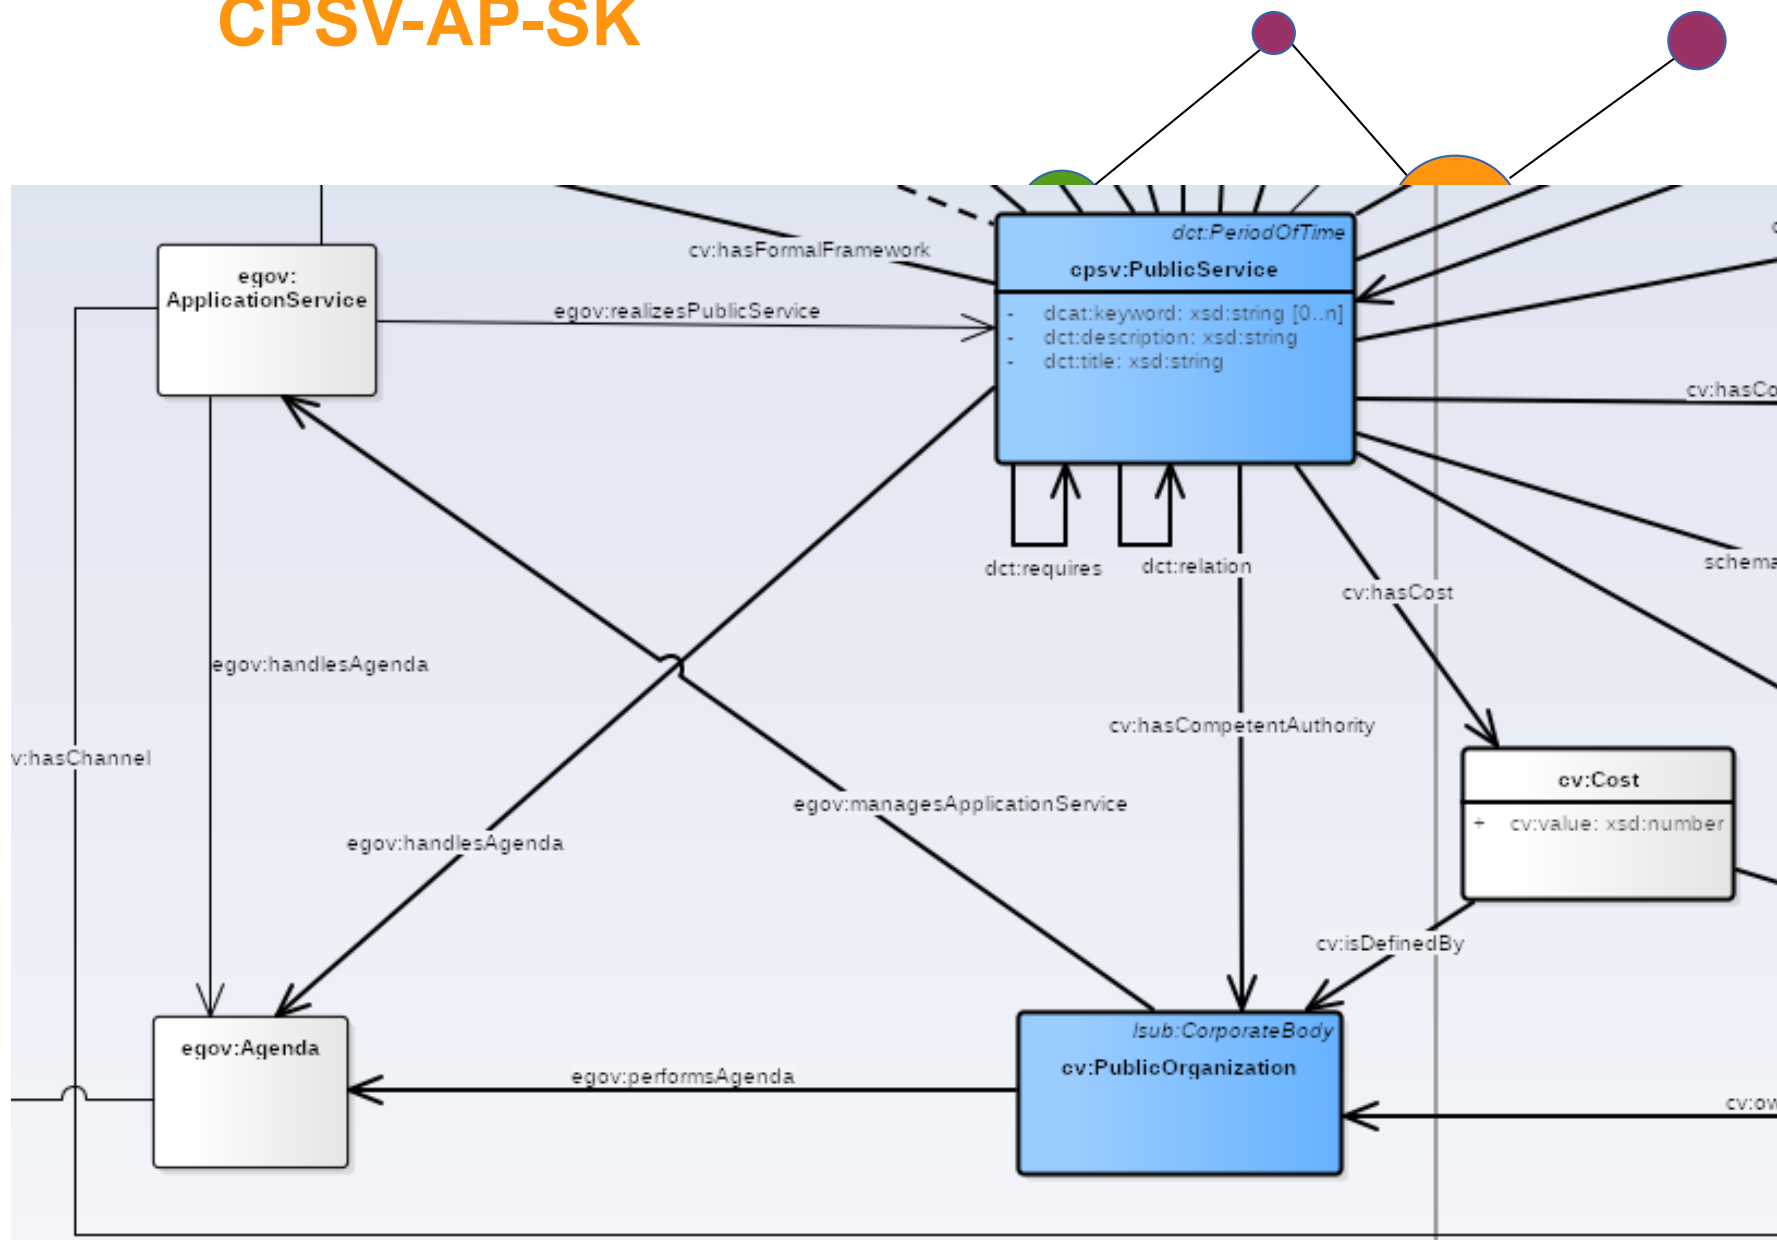 CPSV-AP-SK
dct:PeriodOfTime
cpsv:PublicService
- dcat:keyword: xsd:string [0..n]
- dct:description: xsd:string
- dct:title: xsd:string
cv:hasFormalFramework
egov:
ApplicationService
egov:realizesPublicService
cv:hasCo
dct:requires
dct:relation
schema
cv:hasCost
egov:handlesAgenda
cv:hasCompetentAuthority
v:hasChannel
cv:Cost
+ cv:value: xsd:number
egov:managesApplicationService
egov:handlesAgenda
cv:isDefinedBy
lsub:CorporateBody
cv:PublicOrganization
egov:Agenda
egov:performsAgenda
cv:ow